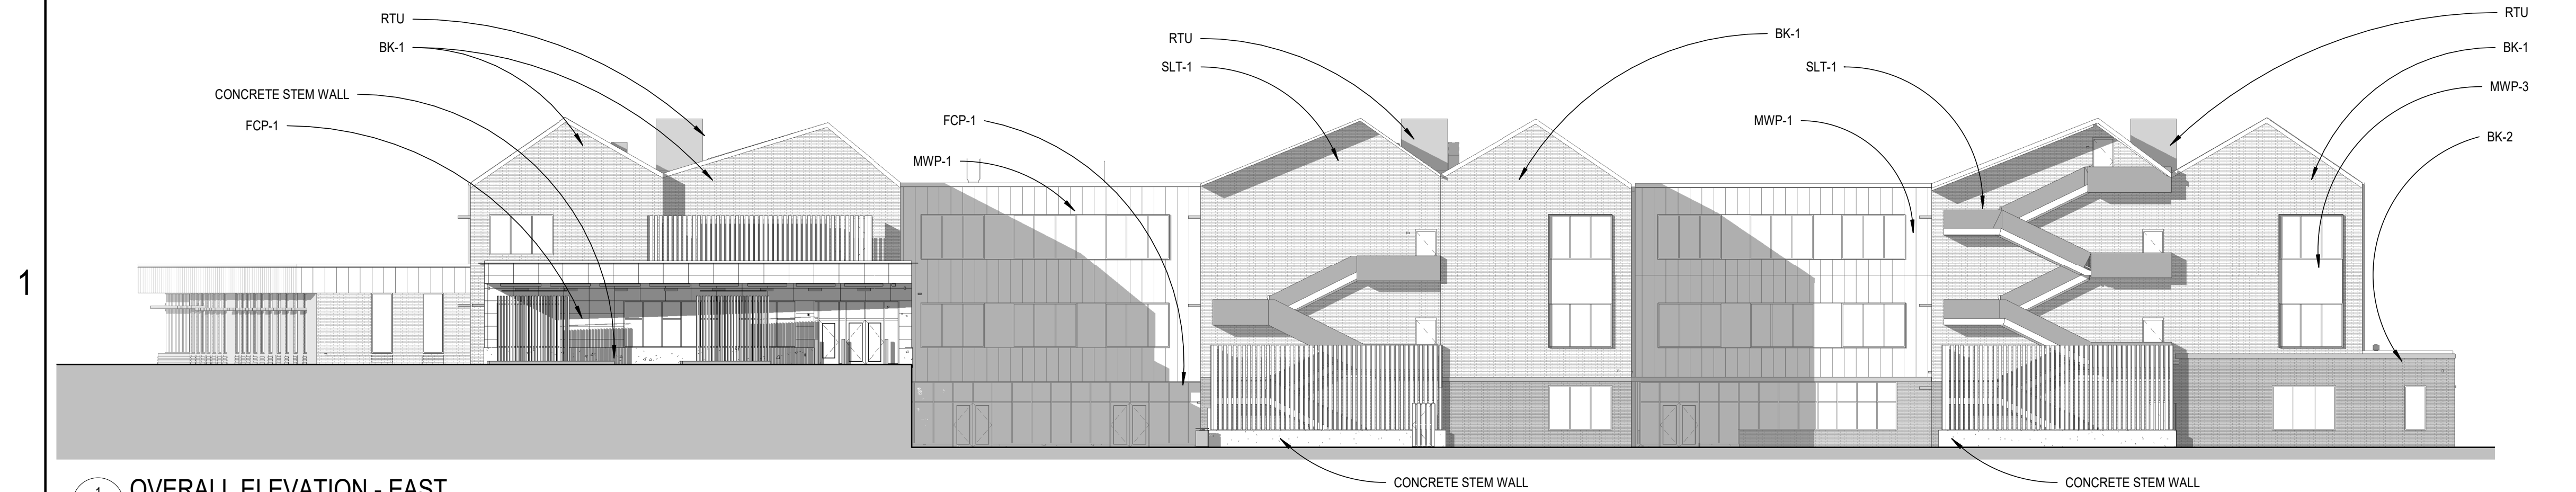 RTU
BK-1
CONCRETE STEM WALL
FCP-1
RTU
SLT-1
FCP-1
MWP-1
BK-1
SLT-1
MWP-1
RTU
BK-1
MWP-3
BK-2
1
CONCRETE STEM WALL
CONCRETE STEM WALL
1
OVERALL ELEVATION - EAST